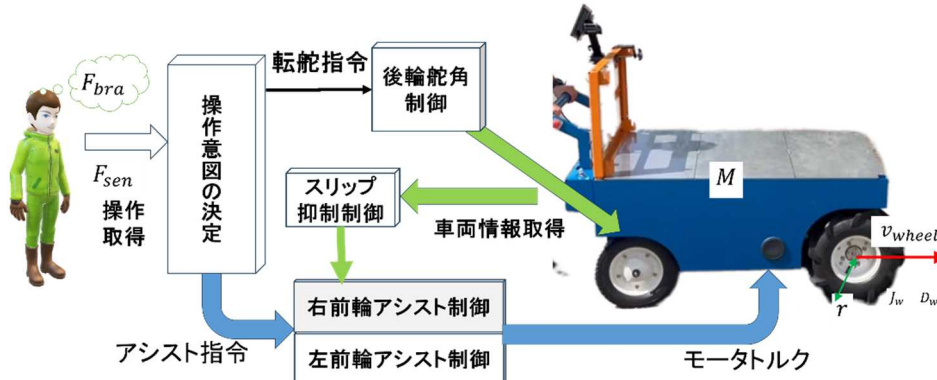 F_bra
F_sen
操作
取得
操作意図の決定
転舵指令
後輪舵角
制御
スリップ
抑制制御
車両情報取得
右前輪アシスト制御
左前輪アシスト制御
アシスト指令
モータトルク
M
v_wheel
r
J_w
D_w